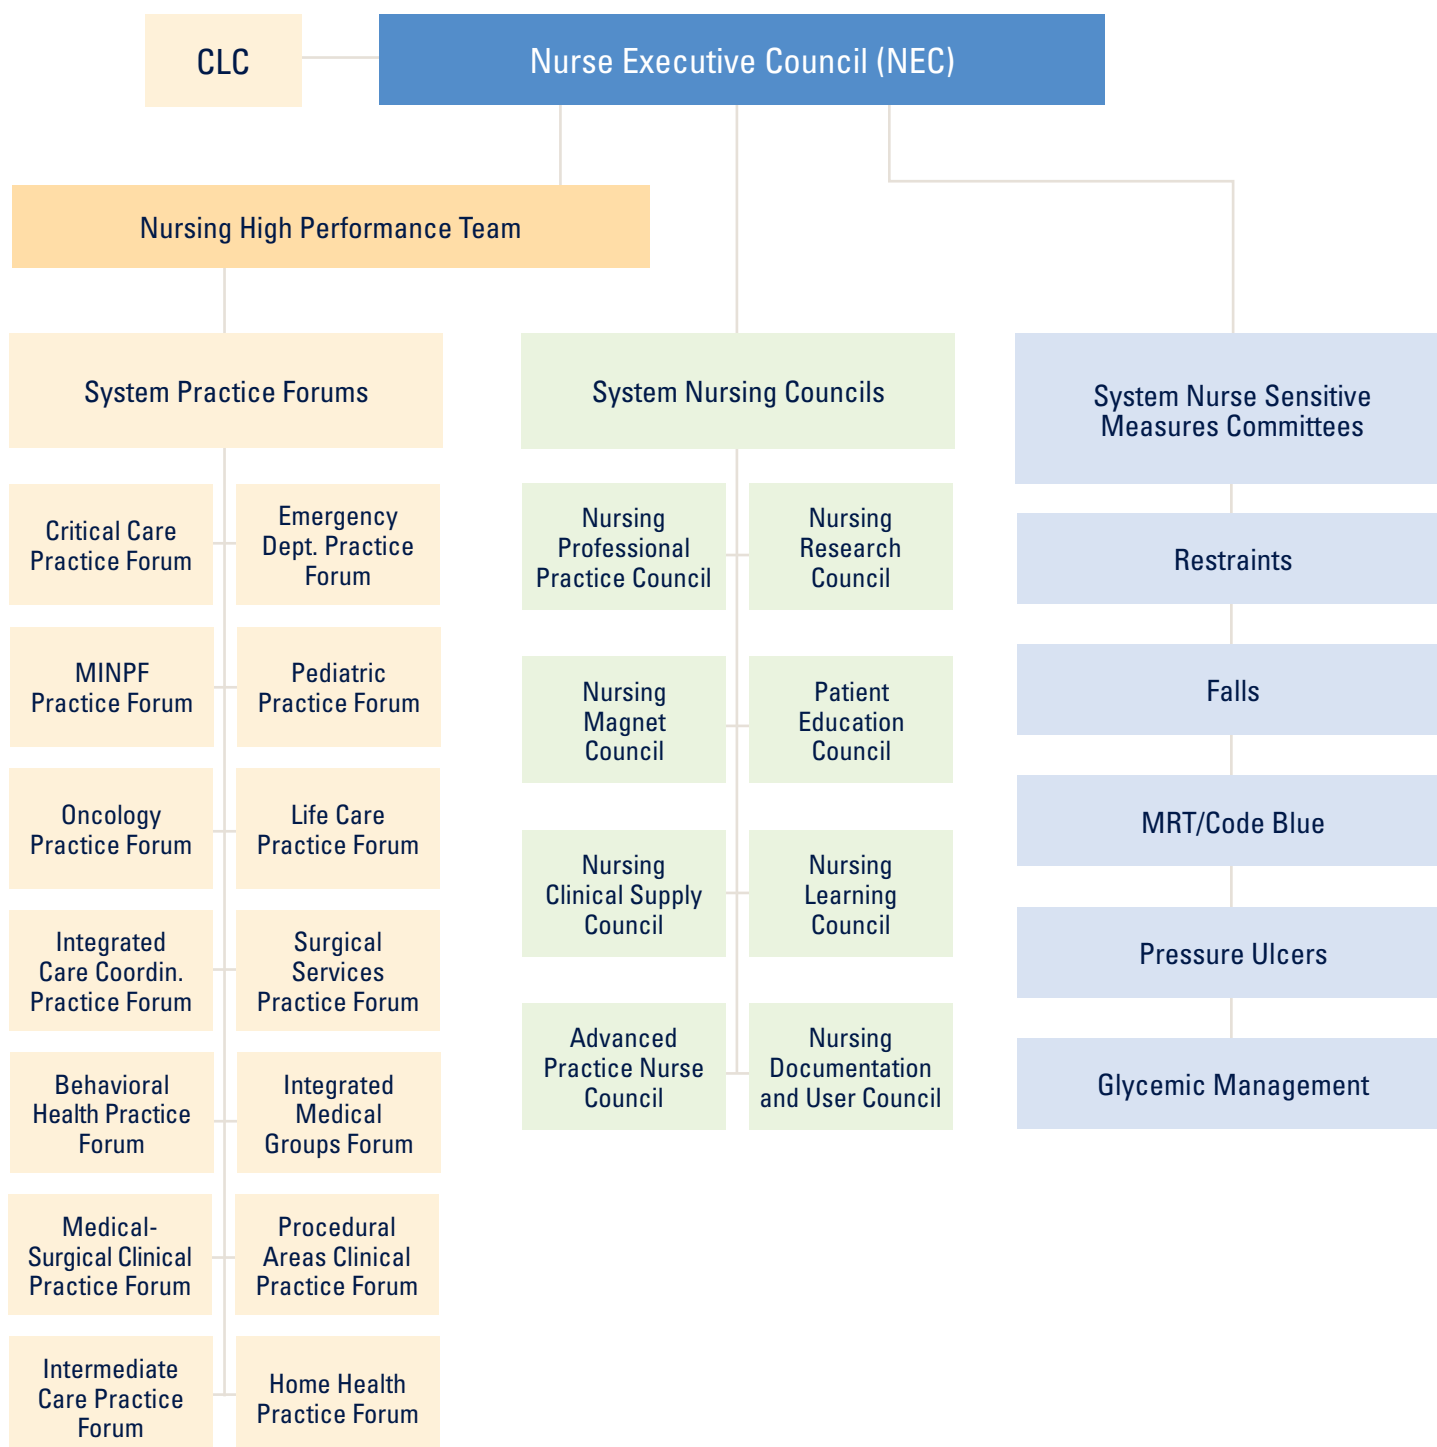 CLC
Nurse Executive Council (NEC)
Nursing High Performance Team
System Practice Forums
Critical Care
Practice Forum
Emergency
Dept. Practice
Forum
MINPF
Practice Forum
Pediatric
Practice Forum
Oncology
Practice Forum
Life Care
Practice Forum
Integrated
Care Coordin.
Practice Forum
Surgical
Services
Practice Forum
Behavioral
Health Practice
Forum
Integrated
Medical
Groups Forum
Medical-
Surgical Clinical
Practice Forum
Procedural
Areas Clinical
Practice Forum
Intermediate
Care Practice
Forum
Home Health
Practice Forum
System Nursing Councils
Nursing
Professional
Practice Council
Nursing
Research
Council
Nursing
Magnet
Council
Patient
Education
Council
Nursing
Clinical Supply
Council
Nursing
Learning
Council
Advanced
Practice Nurse
Council
Nursing
Documentation
and User Council
System Nurse Sensitive
Measures Committees
Restraints
Falls
MRT/Code Blue
Pressure Ulcers
Glycemic Management